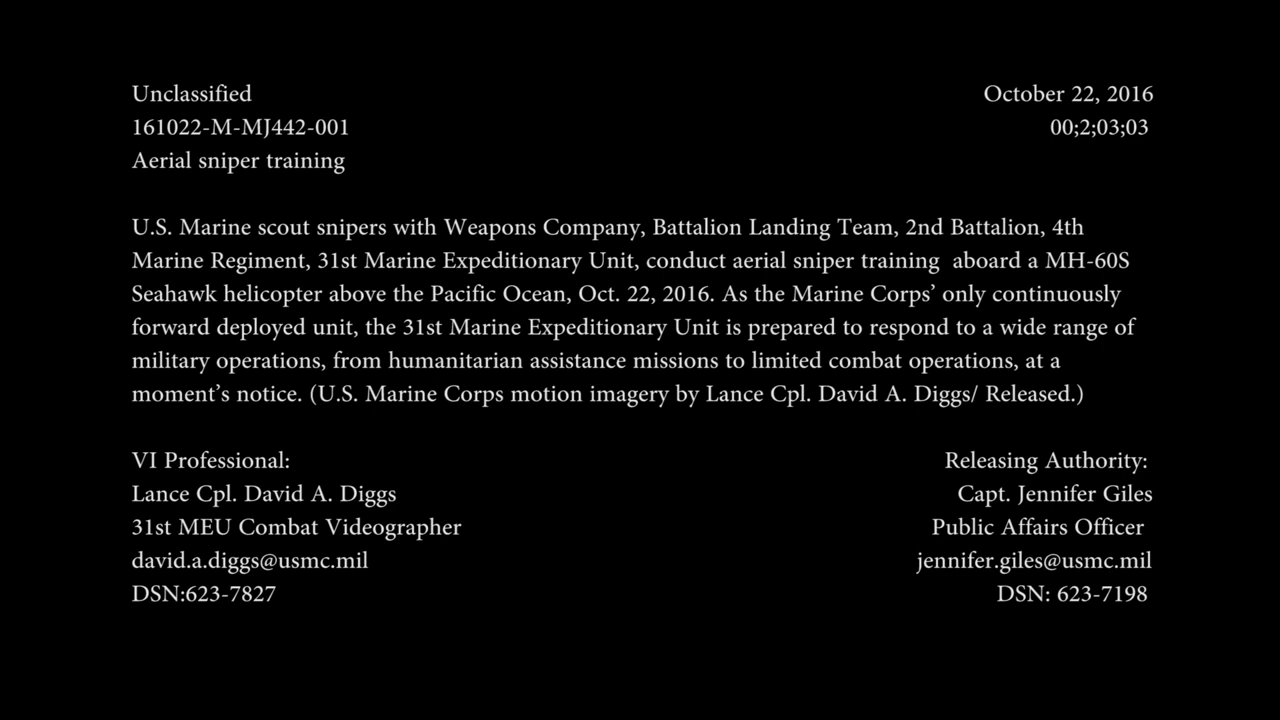 Unclassified
October 22, 2016
161022-M-MJ442-001
00;2;03;03
Aerial sniper training
U.S. Marine scout snipers with Weapons Company, Battalion Landing Team, 2nd Battalion, 4th
Marine Regiment, 31st Marine Expeditionary Unit, conduct aerial sniper training  aboard a MH-60S
Seahawk helicopter above the Pacific Ocean, Oct. 22, 2016. As the Marine Corps’ only continuously
forward deployed unit, the 31st Marine Expeditionary Unit is prepared to respond to a wide range of
military operations, from humanitarian assistance missions to limited combat operations, at a
moment’s notice. (U.S. Marine Corps motion imagery by Lance Cpl. David A. Diggs/ Released.)
VI Professional:
Lance Cpl. David A. Diggs
31st MEU Combat Videographer
david.a.diggs@usmc.mil
DSN:623-7827
Releasing Authority:
Capt. Jennifer Giles
Public Affairs Officer
jennifer.giles@usmc.mil
DSN: 623-7198